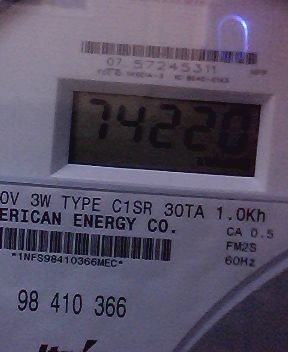 07 57245311
74220
0V 3W TYPE C1SR 30TA 1.0Kh
ERICAN ENERGY CO.
CA 0.5
FM2S
60Hz
*1NFS98410366MEC*
98 410 366